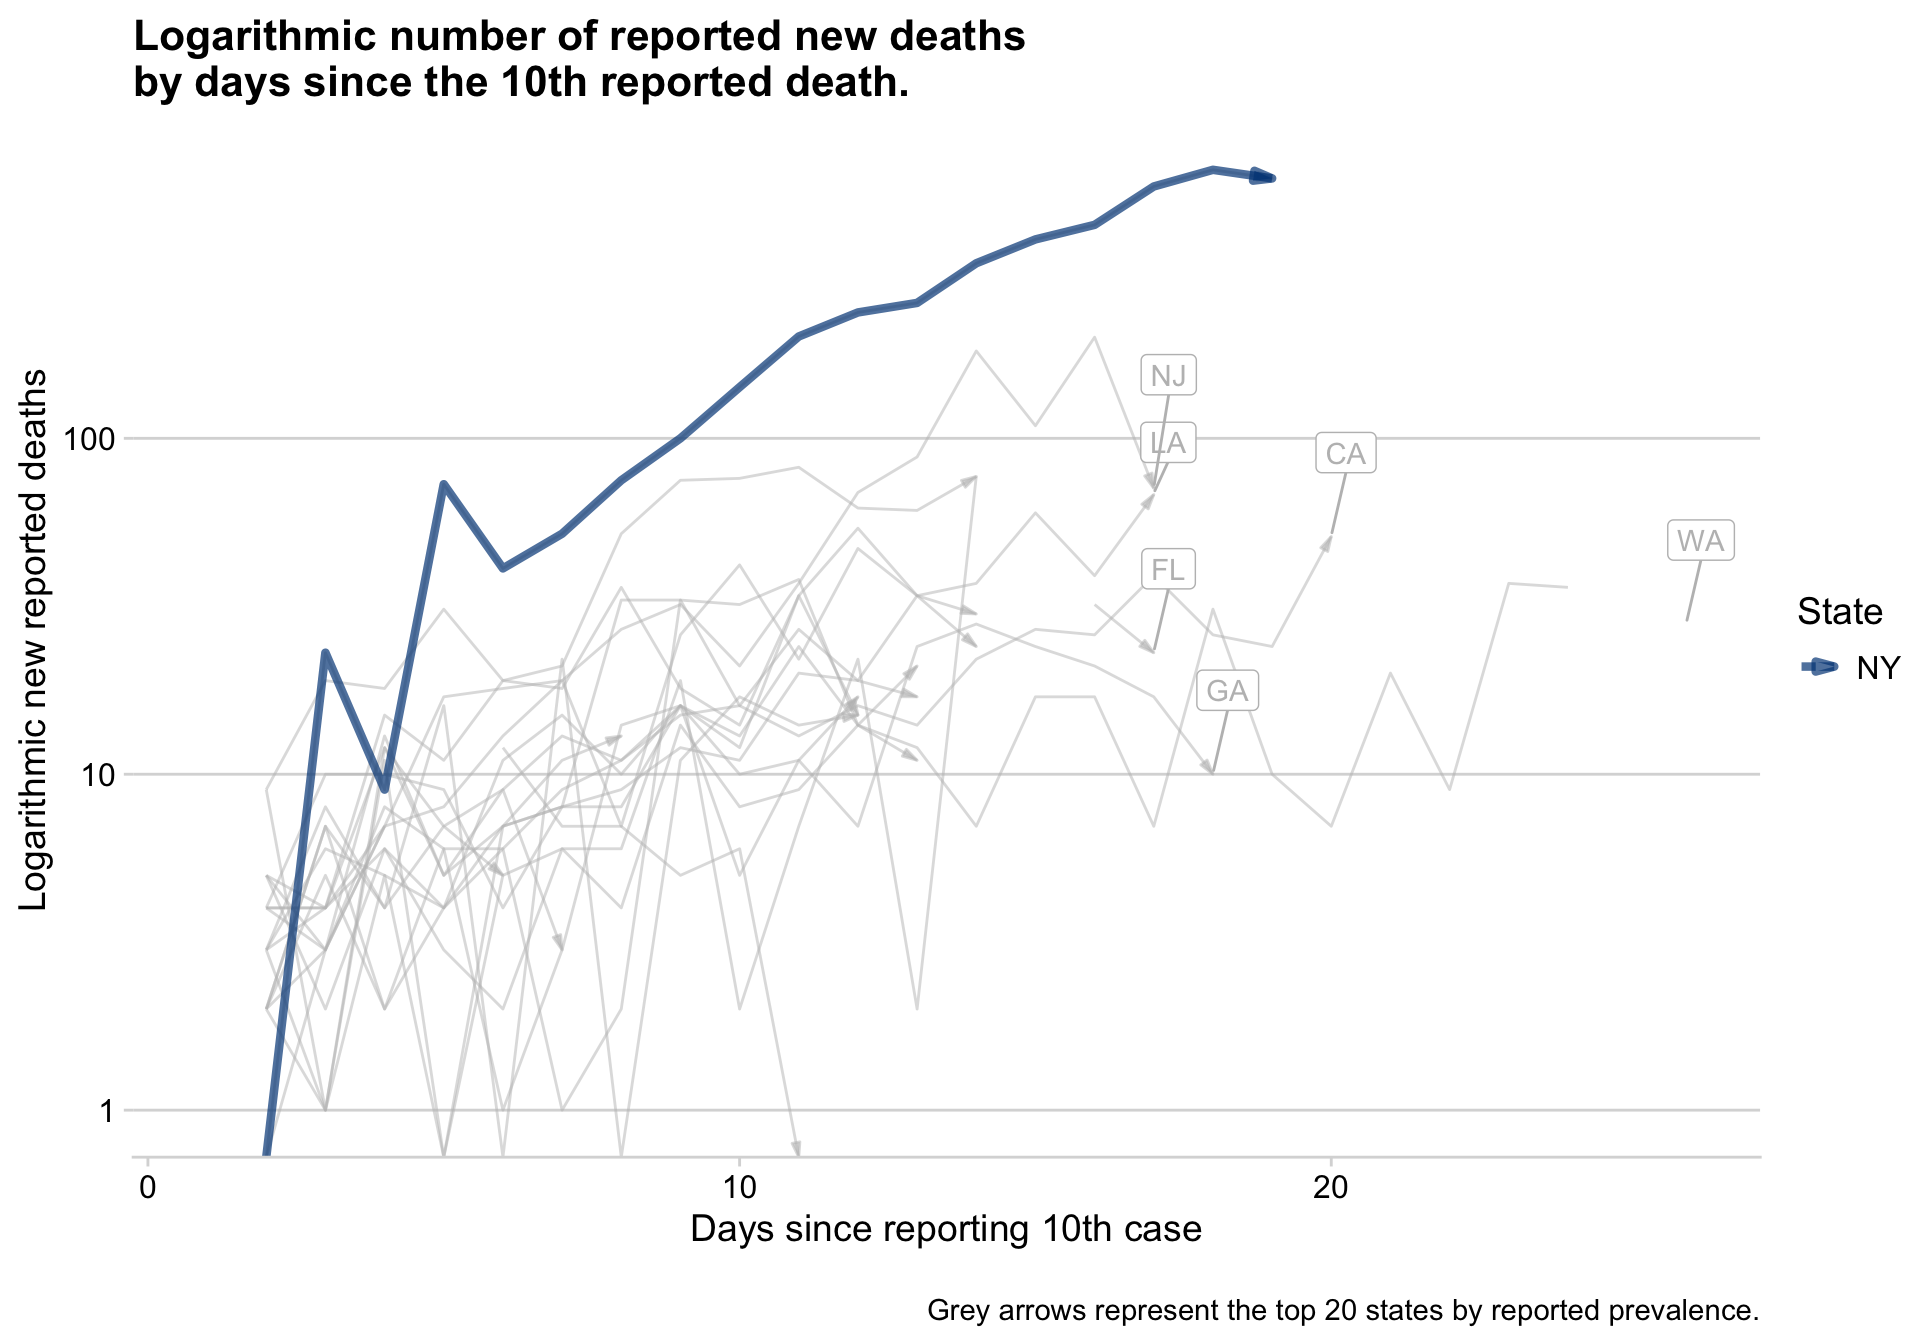 Logarithmic number of reported new deaths
by days since the 10th reported death.
Logarithmic new reported deaths
100
10
1
NJ
LA
CA
WA
FL
GA
State
NY
0
10
20
Days since reporting 10th case
Grey arrows represent the top 20 states by reported prevalence.